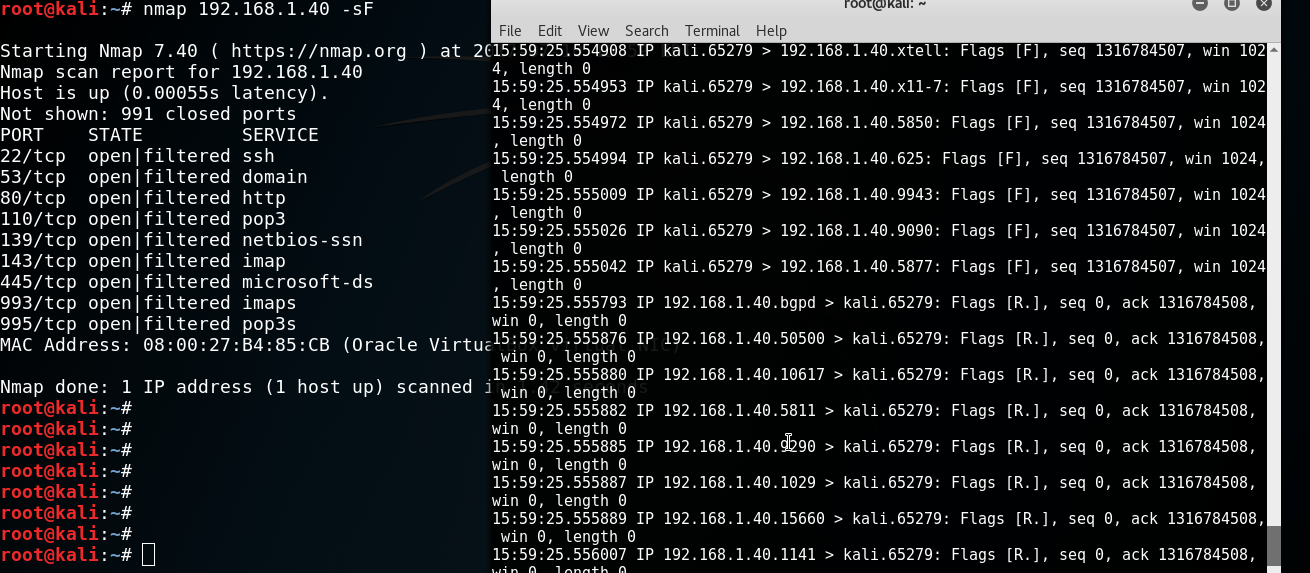 root@kali:~# nmap 192.168.1.40 -sF
Starting Nmap 7.40 ( https://nmap.org ) at 20
Nmap scan report for 192.168.1.40
Host is up (0.00055s latency).
Not shown: 991 closed ports
PORT    STATE         SERVICE
22/tcp  open|filtered ssh
53/tcp  open|filtered domain
80/tcp  open|filtered http
110/tcp open|filtered pop3
139/tcp open|filtered netbios-ssn
143/tcp open|filtered imap
445/tcp open|filtered microsoft-ds
993/tcp open|filtered imaps
995/tcp open|filtered pop3s
MAC Address: 08:00:27:B4:85:CB (Oracle Virtua
Nmap done: 1 IP address (1 host up) scanned i
root@kali:~#
root@kali:~#
root@kali:~#
root@kali:~#
root@kali:~#
root@kali:~#
root@kali:~#
root@kali:~#
root@kali: ~
File Edit View Search Terminal Help
15:59:25.554908 IP kali.65279 > 192.168.1.40.xtell: Flags [F], seq 1316784507, win 102
4, length 0
15:59:25.554953 IP kali.65279 > 192.168.1.40.x11-7: Flags [F], seq 1316784507, win 102
4, length 0
15:59:25.554972 IP kali.65279 > 192.168.1.40.5850: Flags [F], seq 1316784507, win 1024
, length 0
15:59:25.554994 IP kali.65279 > 192.168.1.40.625: Flags [F], seq 1316784507, win 1024,
 length 0
15:59:25.555009 IP kali.65279 > 192.168.1.40.9943: Flags [F], seq 1316784507, win 1024
, length 0
15:59:25.555026 IP kali.65279 > 192.168.1.40.9090: Flags [F], seq 1316784507, win 1024
, length 0
15:59:25.555042 IP kali.65279 > 192.168.1.40.5877: Flags [F], seq 1316784507, win 1024
, length 0
15:59:25.555793 IP 192.168.1.40.bgpd > kali.65279: Flags [R.], seq 0, ack 1316784508,
win 0, length 0
15:59:25.555876 IP 192.168.1.40.50500 > kali.65279: Flags [R.], seq 0, ack 1316784508,
 win 0, length 0
15:59:25.555880 IP 192.168.1.40.10617 > kali.65279: Flags [R.], seq 0, ack 1316784508,
 win 0, length 0
15:59:25.555882 IP 192.168.1.40.5811 > kali.65279: Flags [R.], seq 0, ack 1316784508,
win 0, length 0
15:59:25.555885 IP 192.168.1.40.9290 > kali.65279: Flags [R.], seq 0, ack 1316784508,
win 0, length 0
15:59:25.555887 IP 192.168.1.40.1029 > kali.65279: Flags [R.], seq 0, ack 1316784508,
win 0, length 0
15:59:25.555889 IP 192.168.1.40.15660 > kali.65279: Flags [R.], seq 0, ack 1316784508,
 win 0, length 0
15:59:25.556007 IP 192.168.1.40.1141 > kali.65279: Flags [R.], seq 0, ack 1316784508,
win 0, length 0